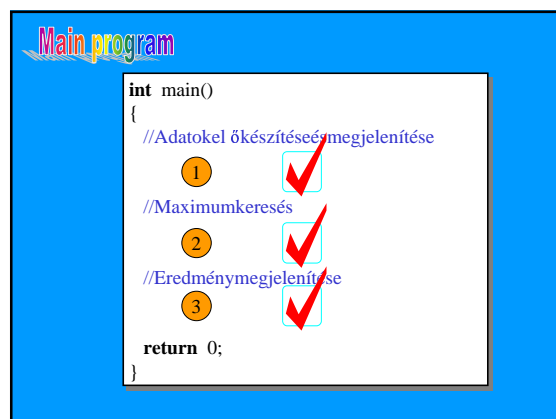 Main program
int main()
{
//Adatokel őkészítéseésmegjelenítése
1
//Maximumkeresés
2
//Eredménymegjelenítése
3
return 0;
}